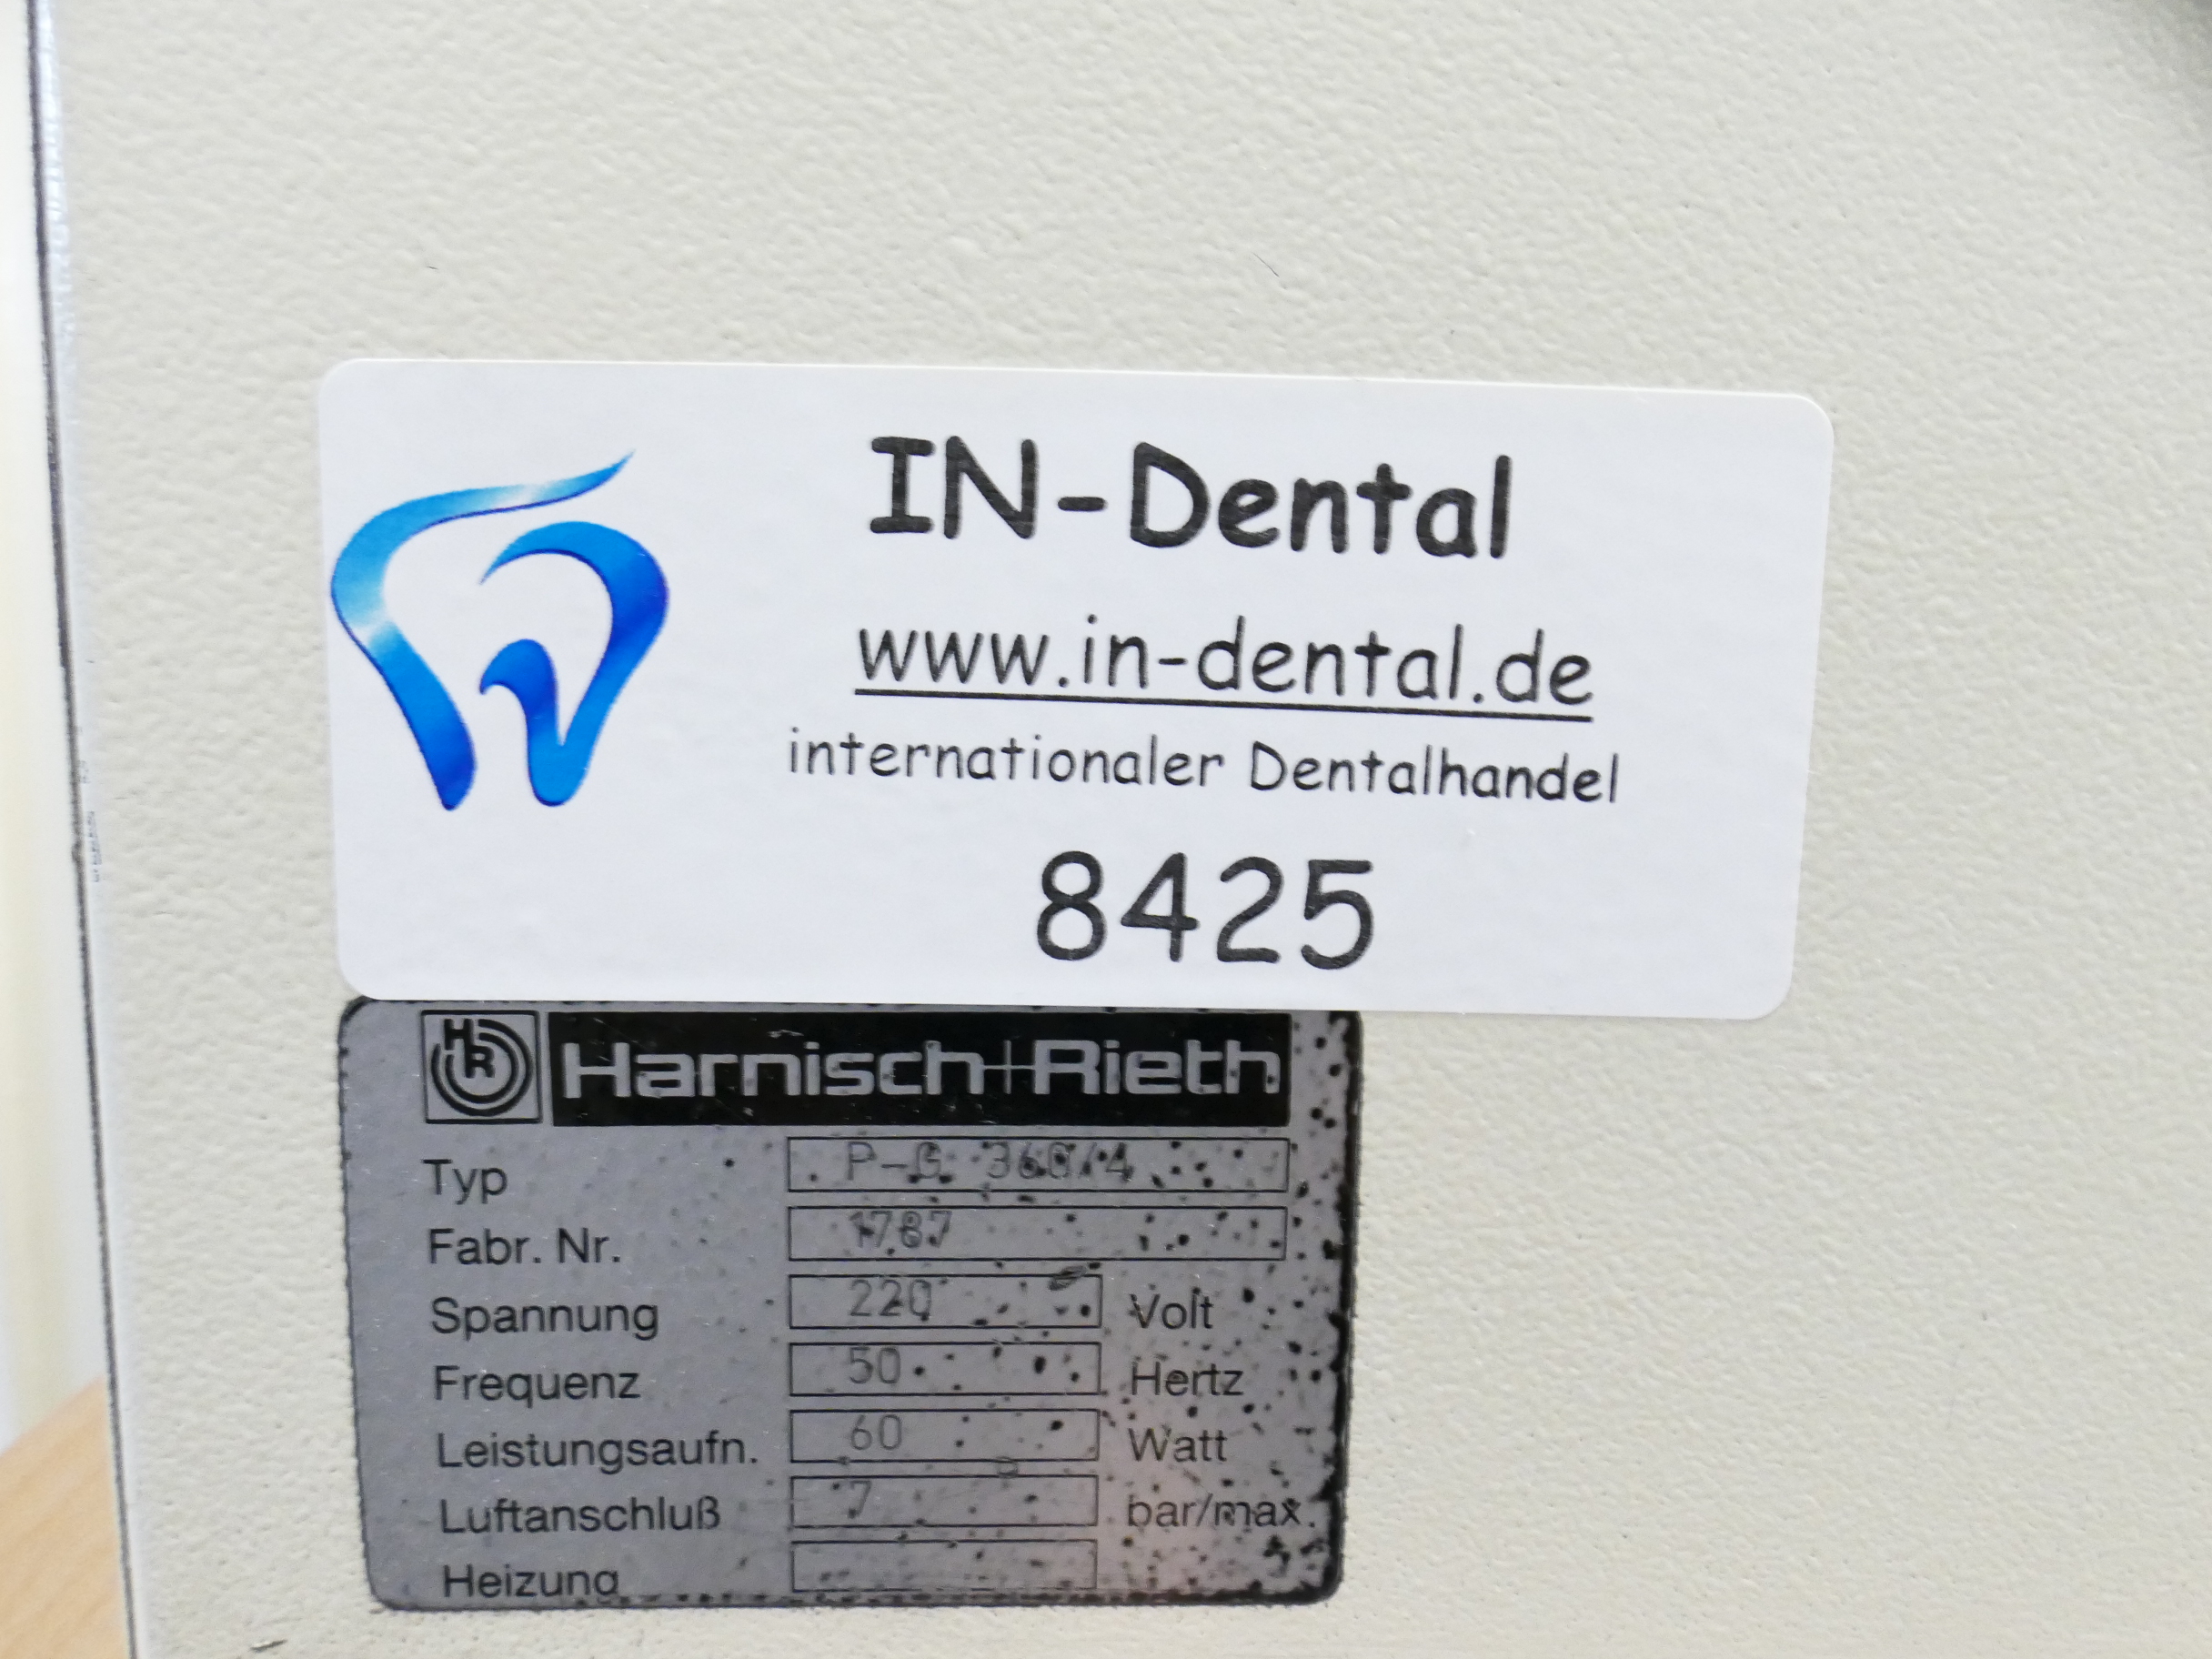 IN-Dental
www.in-dental.de
internationaler Dentalhandel
8425
HR Harnisch+Rieth
Typ P-G 360/4
Fabr. Nr. 1787
Spannung 220 Volt
Frequenz 50 Hertz
Leistungsaufn. 60 Watt
Luftanschluß 7 bar/max.
Heizung